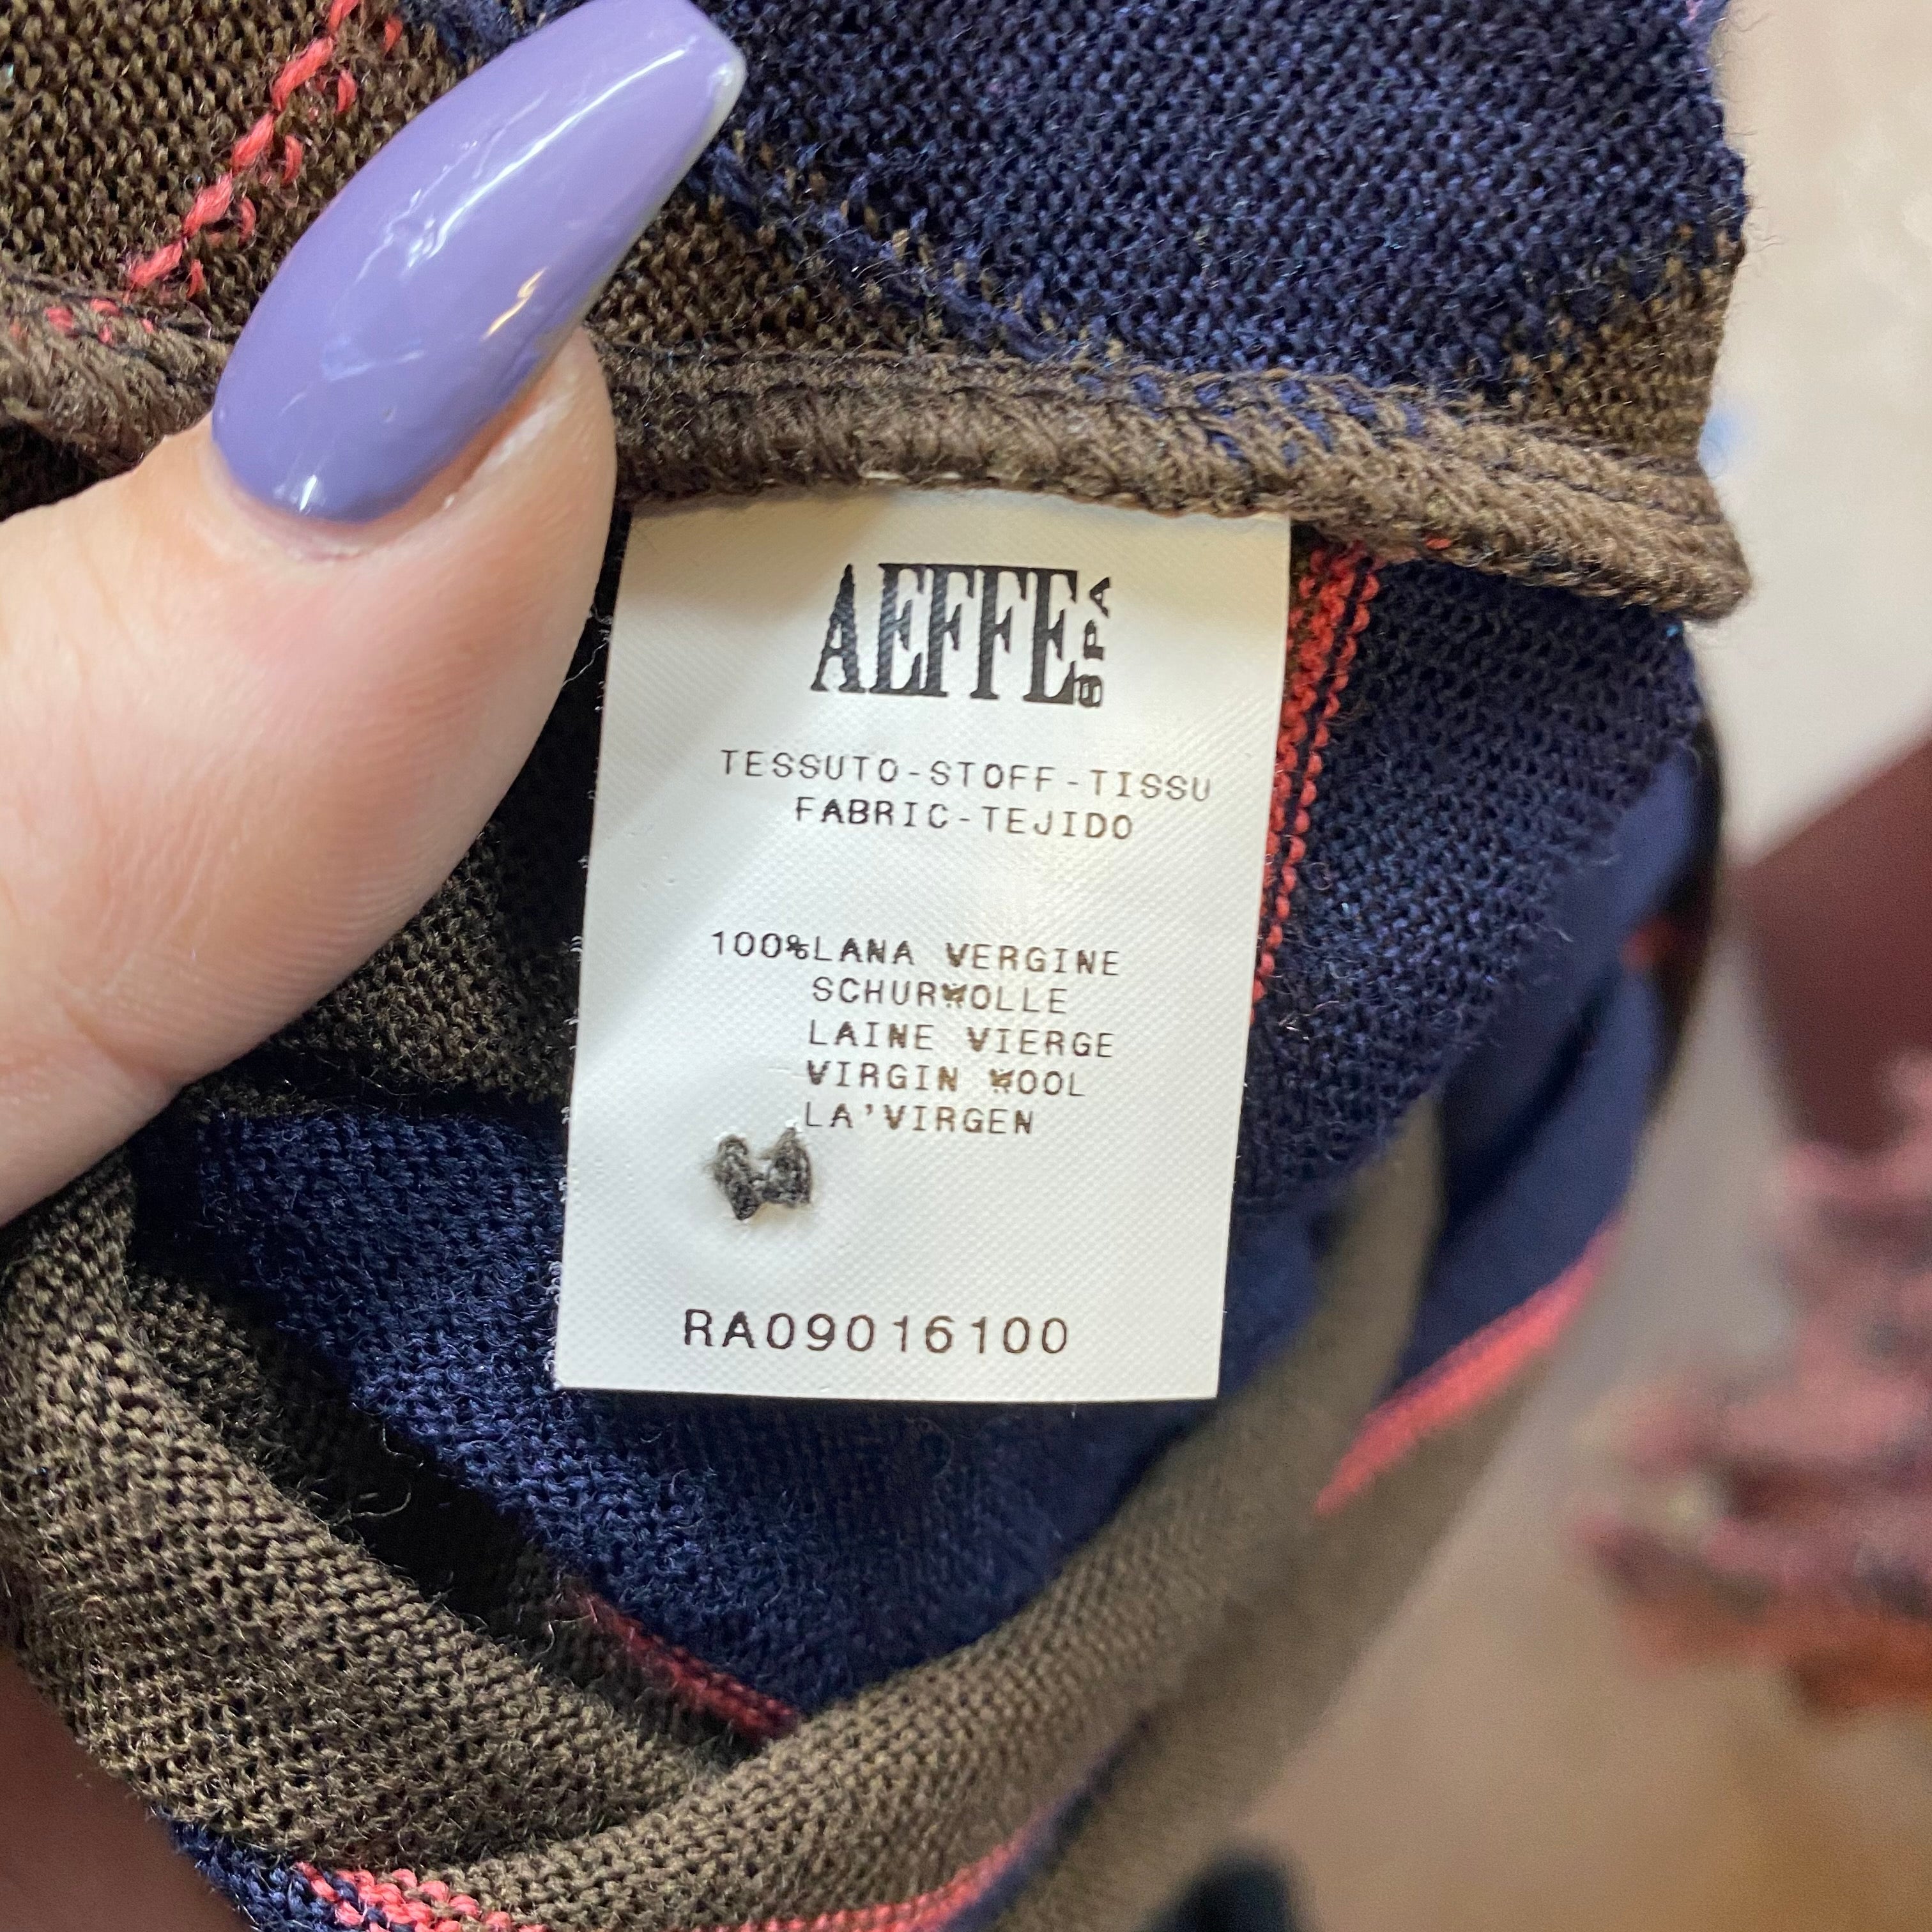 AEFFE SPA
TESSUTO-STOFF-TISSU
FABRIC-TEJIDO
100%LANA VERGINE
SCHURWOLLE
LAINE VIERGE
VIRGIN WOOL
LA'VIRGEN
RA09016100